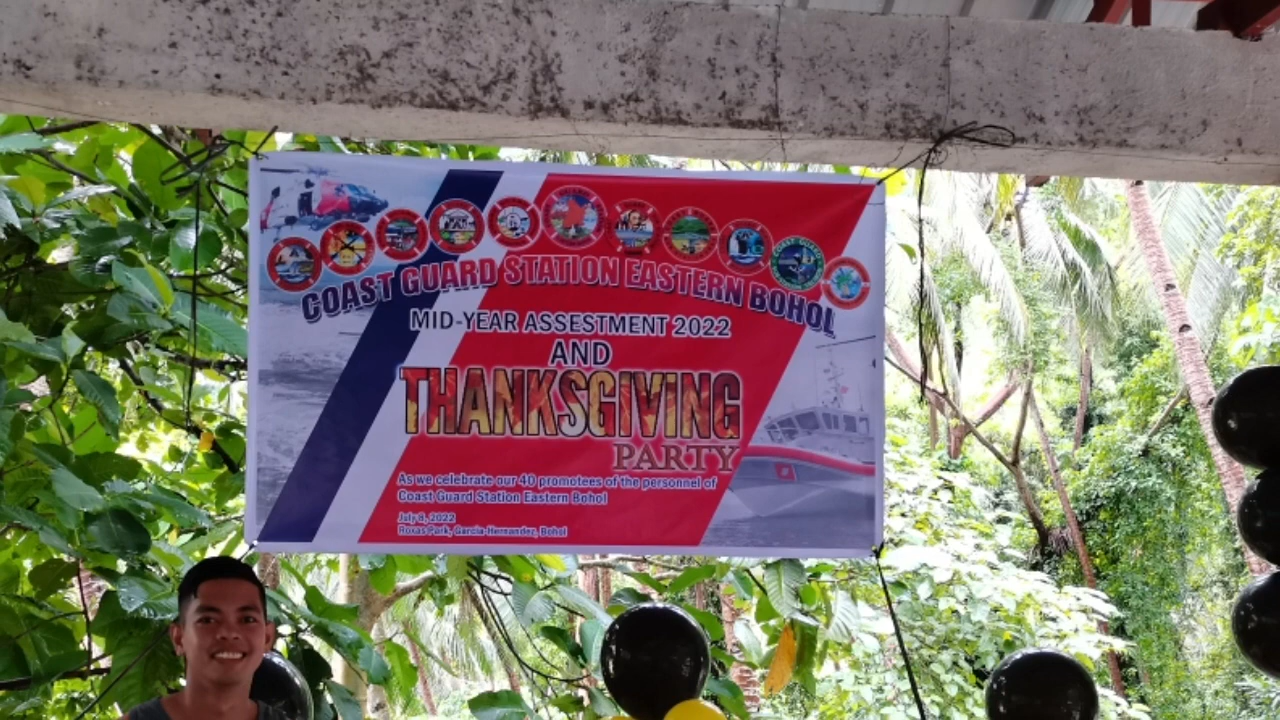 COAST GUARD STATION EASTERN BOHOL
MID-YEAR ASSESTMENT 2022
AND
THANKSGIVING
PARTY
As we celebrate our 40 promotees of the personnel of
Coast Guard Station Eastern Bohol
July 8, 2022
Roxas Park, Garcia-Hernandez, Bohol